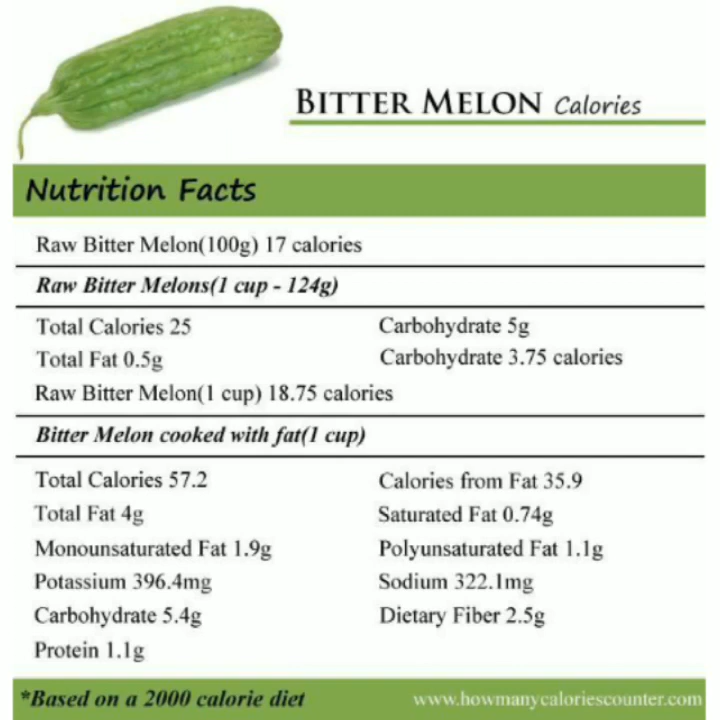 BITTER MELON Calories
Nutrition Facts
Raw Bitter Melon(100g) 17 calories
Raw Bitter Melons(1 cup - 124g)
Total Calories 25 Carbohydrate 5g
Total Fat 0.5g Carbohydrate 3.75 calories
Raw Bitter Melon(1 cup) 18.75 calories
Bitter Melon cooked with fat(1 cup)
Total Calories 57.2 Calories from Fat 35.9
Total Fat 4g Saturated Fat 0.74g
Monounsaturated Fat 1.9g Polyunsaturated Fat 1.1g
Potassium 396.4mg Sodium 322.1mg
Carbohydrate 5.4g Dietary Fiber 2.5g
Protein 1.1g
*Based on a 2000 calorie diet www.howmanycaloriescounter.com